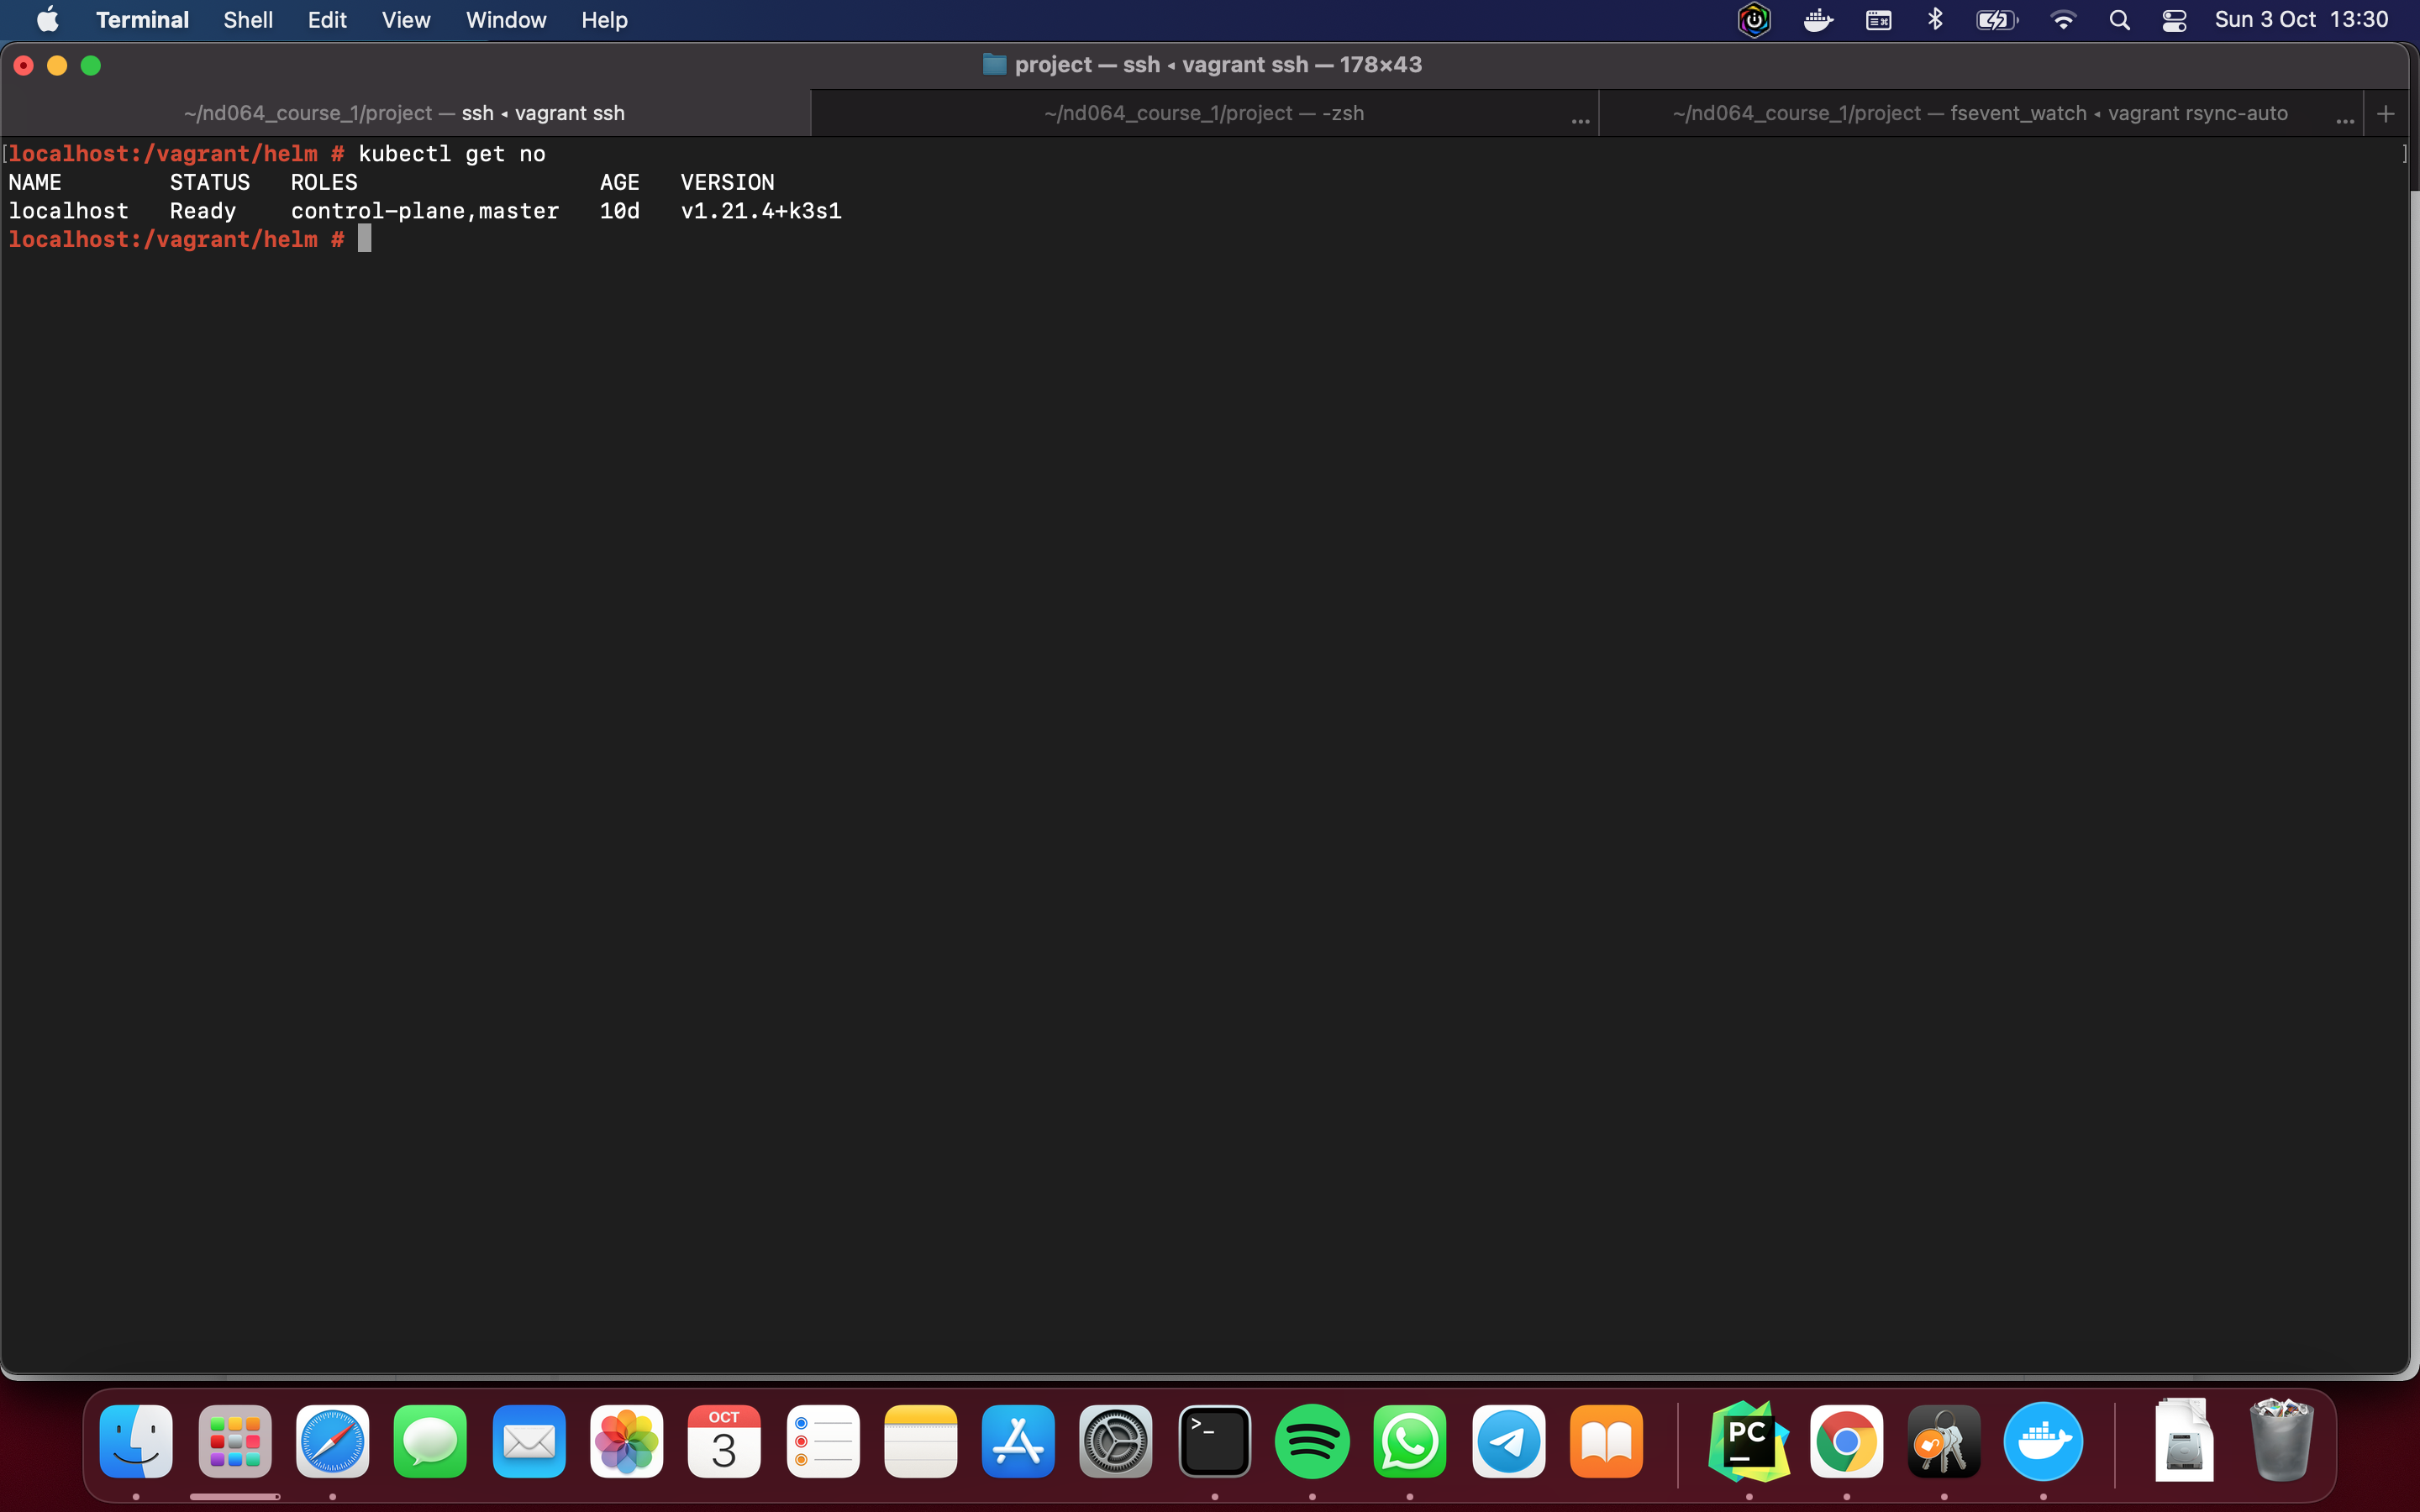 Terminal Shell Edit View Window Help Sun 3 Oct 13:30
project — ssh ◂ vagrant ssh — 178×43
~/nd064_course_1/project — ssh ◂ vagrant ssh ~/nd064_course_1/project — -zsh ... ~/nd064_course_1/project — fsevent_watch ◂ vagrant rsync-auto ... +
[localhost:/vagrant/helm # kubectl get no ]
NAME STATUS ROLES AGE VERSION
localhost Ready control-plane,master 10d v1.21.4+k3s1
localhost:/vagrant/helm #
OCT
3
>_
PC